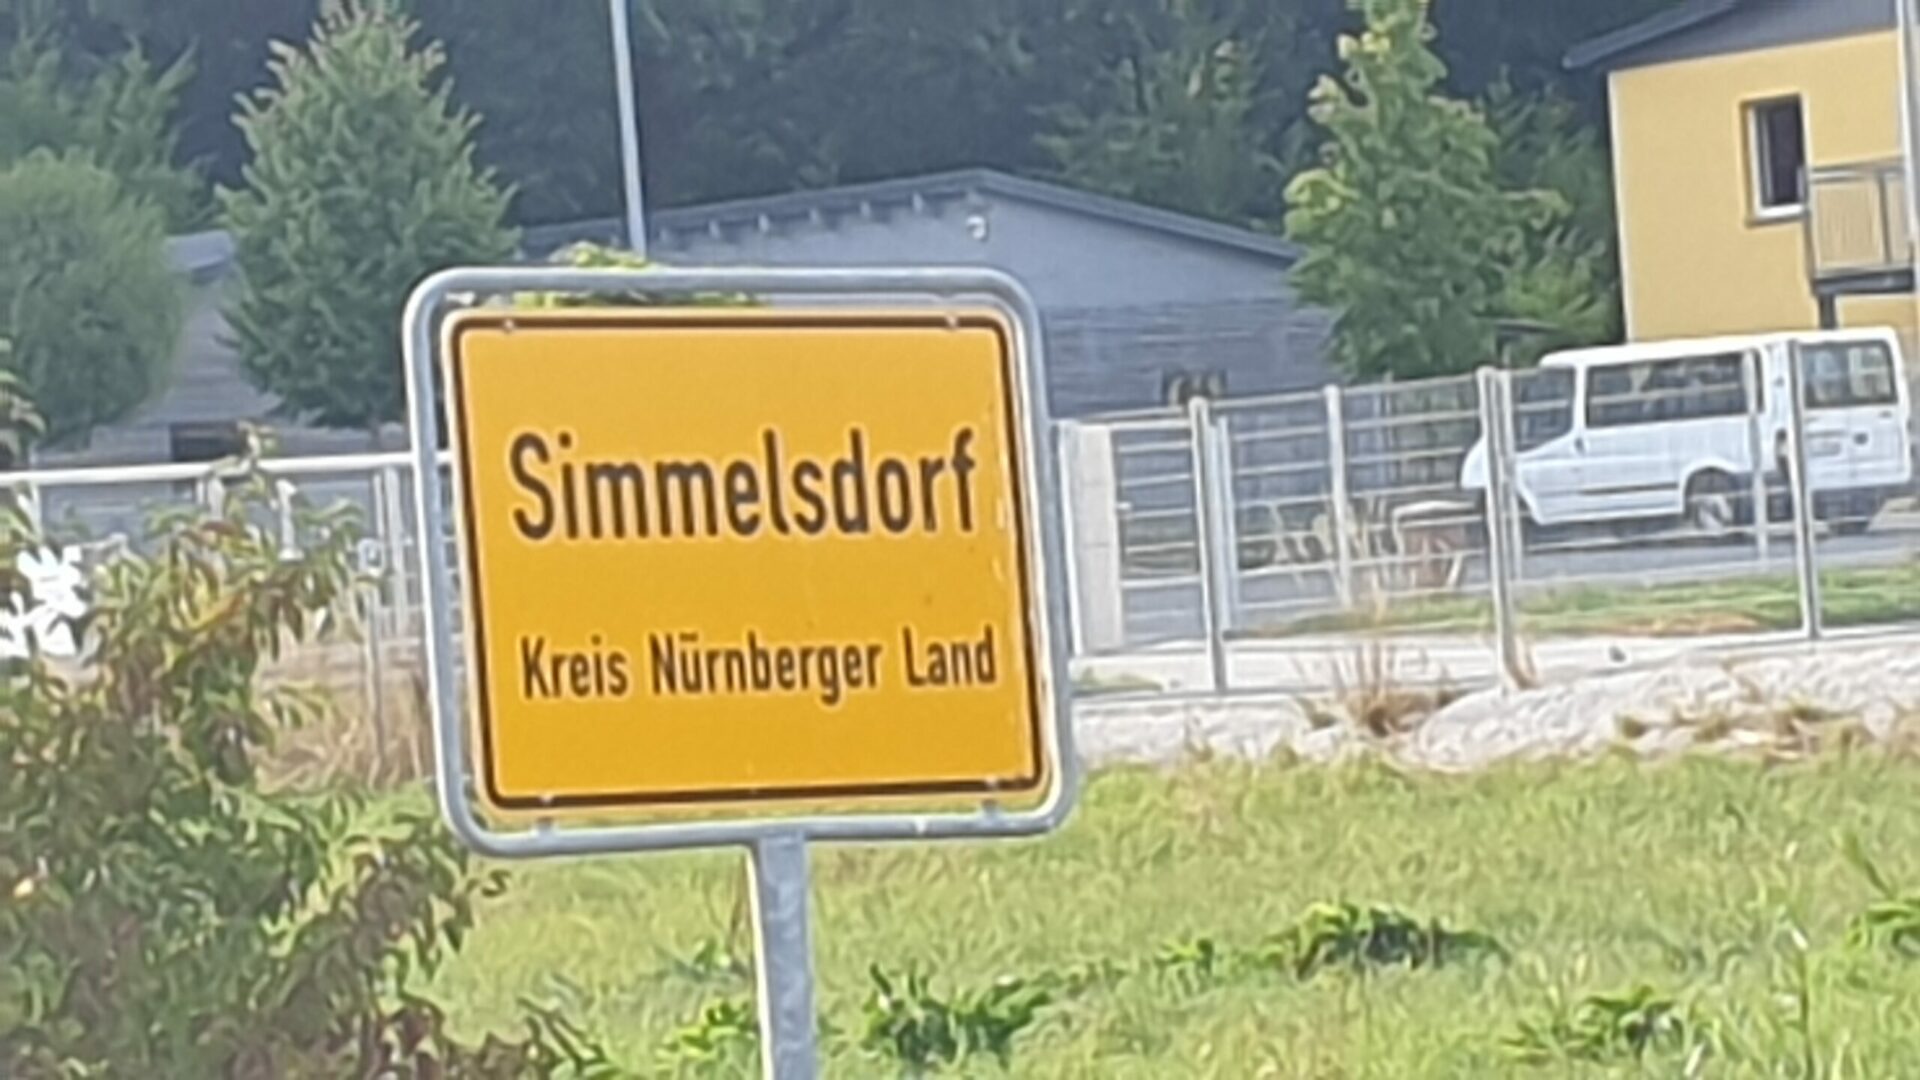 Simmelsdorf
Kreis Nürnberger Land